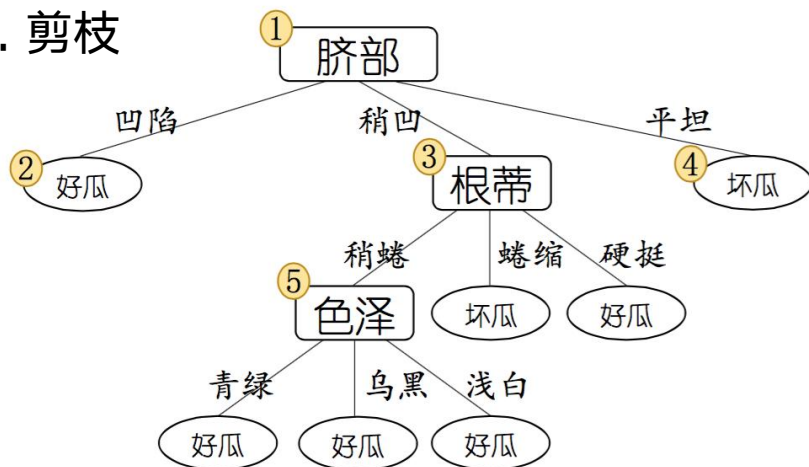 . 剪枝
①
脐部
凹陷
稍凹
平坦
②
好瓜
③
根蒂
④
坏瓜
稍蜷
蜷缩
硬挺
⑤
色泽
坏瓜
好瓜
青绿
乌黑
浅白
好瓜
好瓜
好瓜